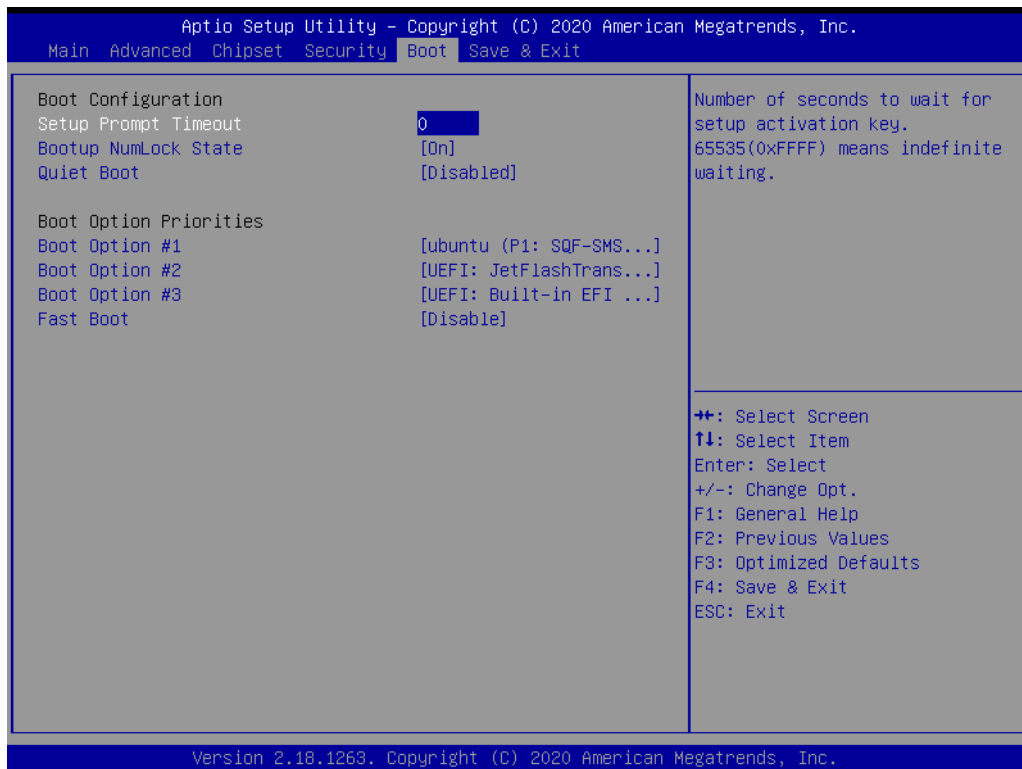 Aptio Setup Utility – Copyright (C) 2020 American Megatrends, Inc.
Main Advanced Chipset Security Boot Save & Exit
Boot Configuration
Setup Prompt Timeout 0
Bootup NumLock State [On]
Quiet Boot [Disabled]
Boot Option Priorities
Boot Option #1 [ubuntu (P1: SQF-SMS...]
Boot Option #2 [UEFI: JetFlashTrans...]
Boot Option #3 [UEFI: Built-in EFI ...]
Fast Boot [Disable]
Number of seconds to wait for
setup activation key.
65535(0xFFFF) means indefinite
waiting.
→←: Select Screen
↑↓: Select Item
Enter: Select
+/-: Change Opt.
F1: General Help
F2: Previous Values
F3: Optimized Defaults
F4: Save & Exit
ESC: Exit
Version 2.18.1263. Copyright (C) 2020 American Megatrends, Inc.